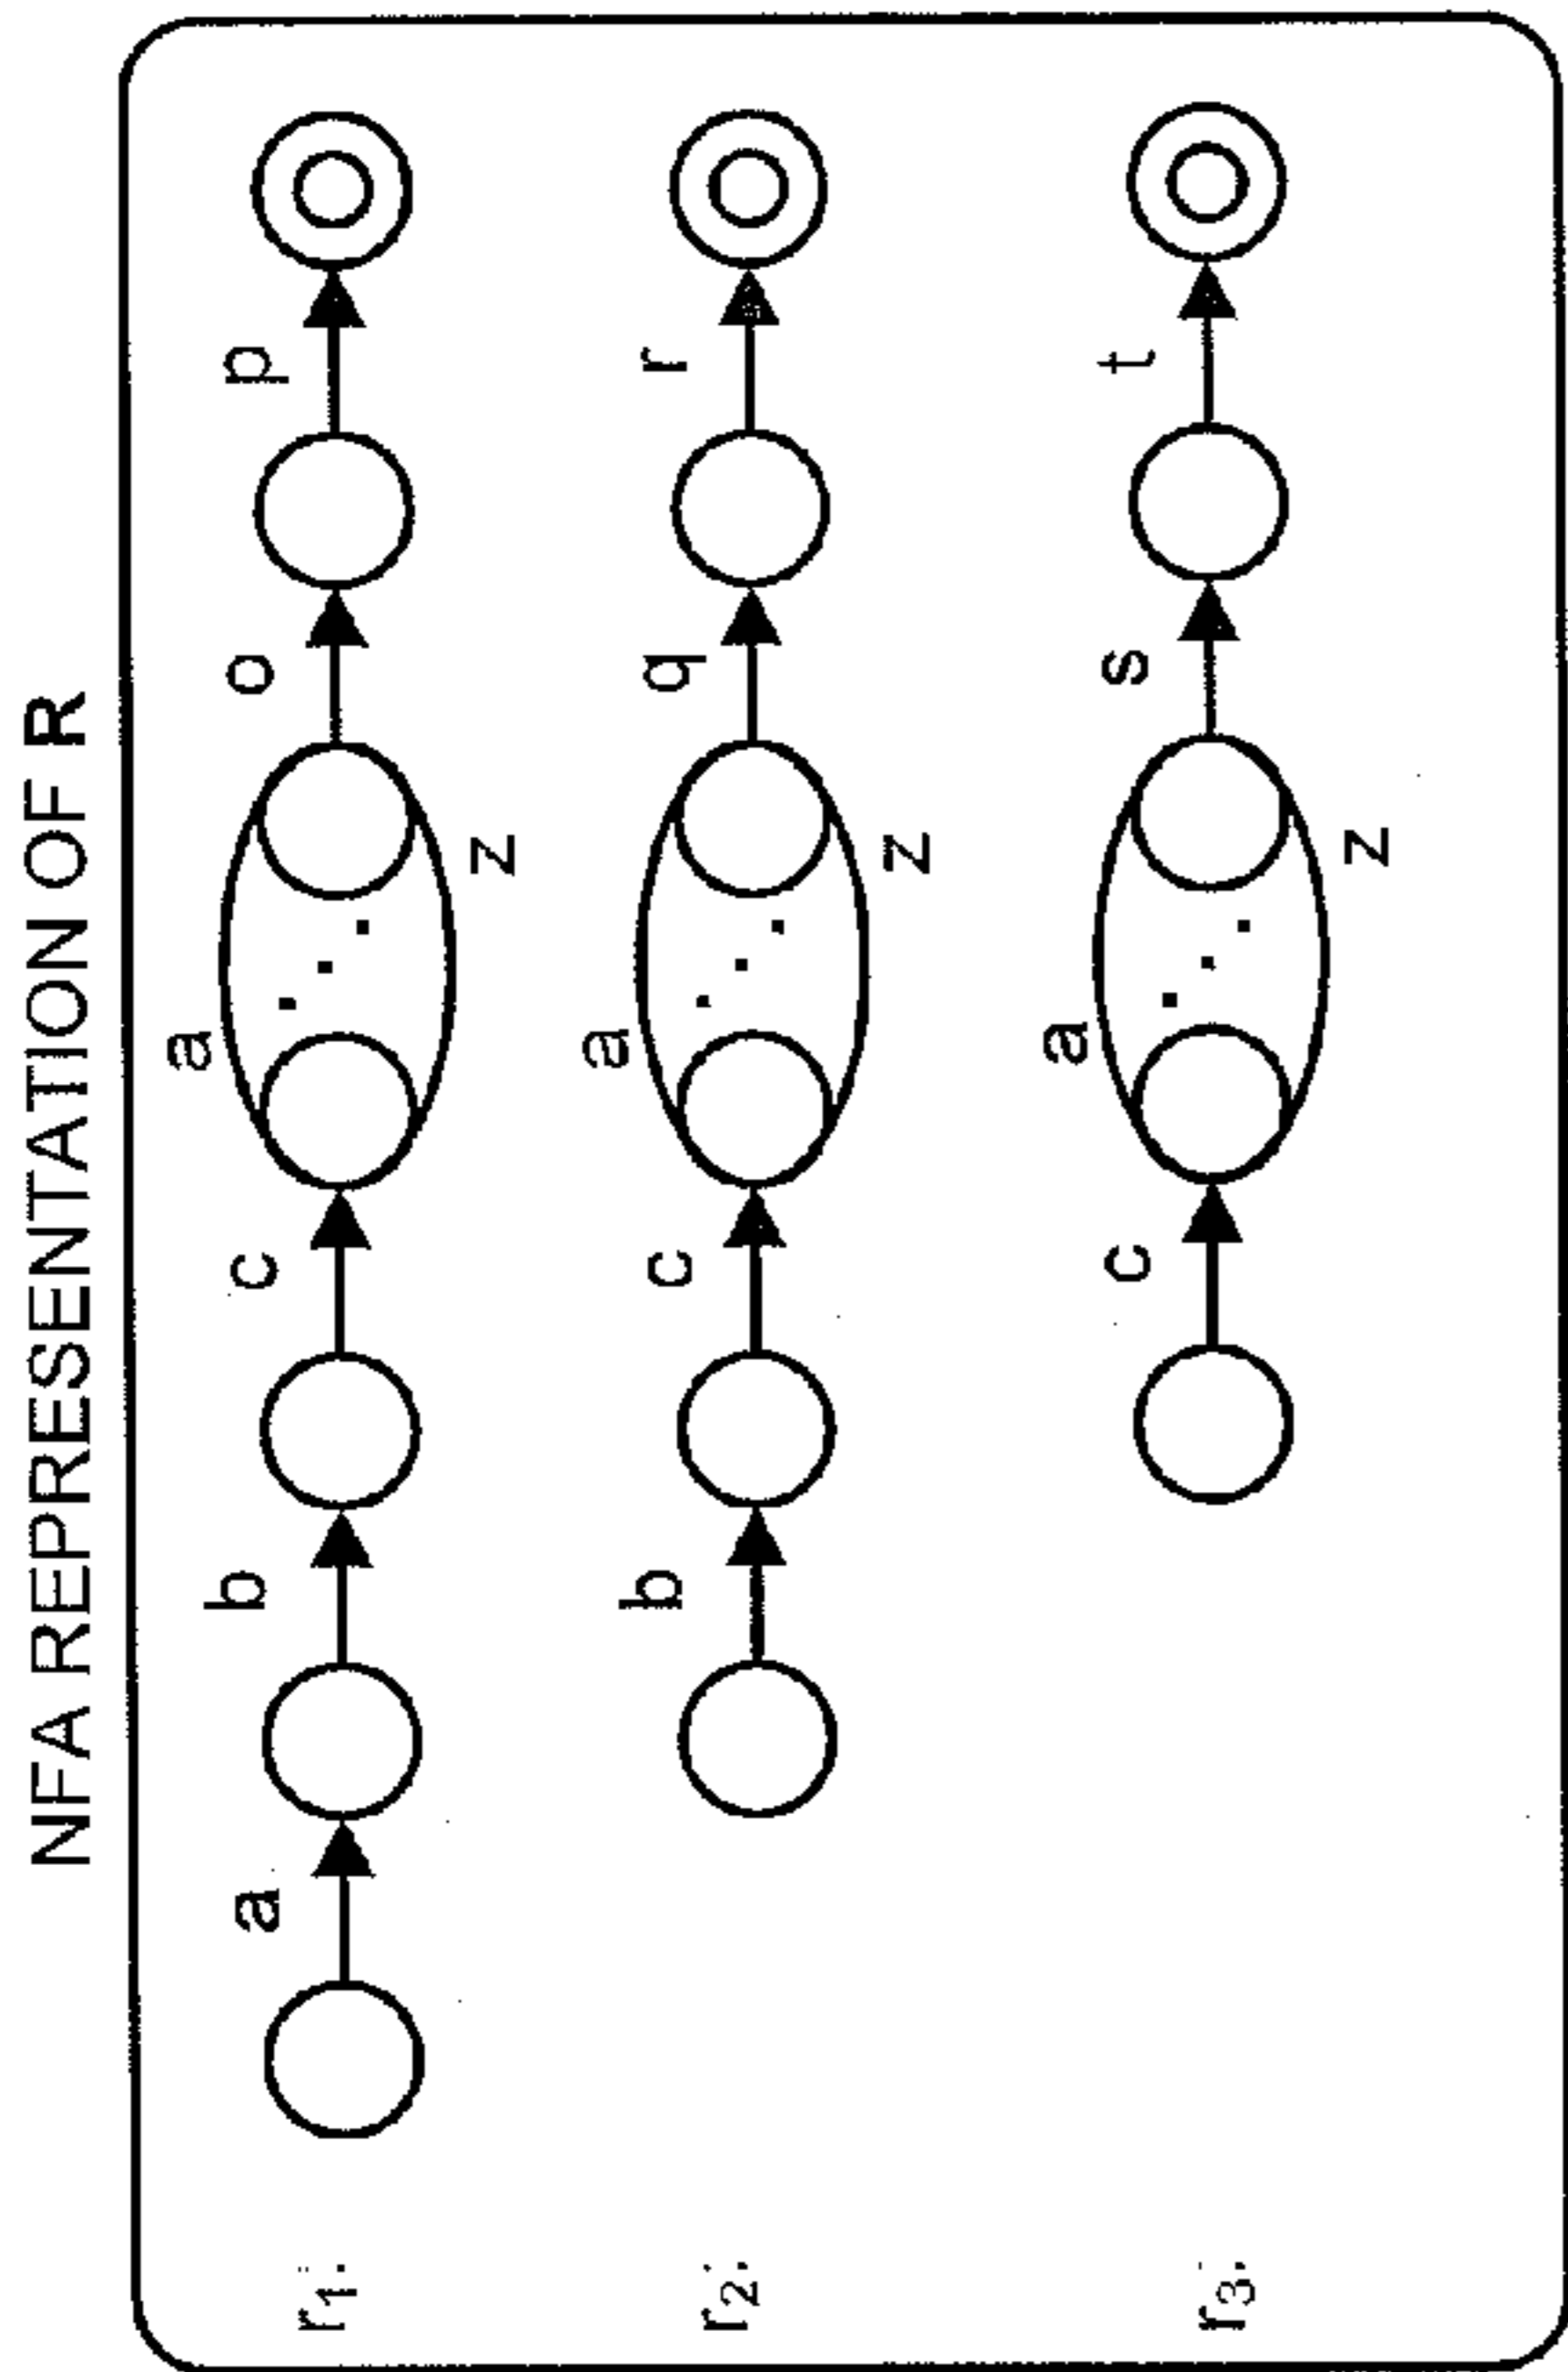 NFA REPRESENTATION OF R
r1: a b c a z o p
r2: b c a z q r
r3: c a z s t